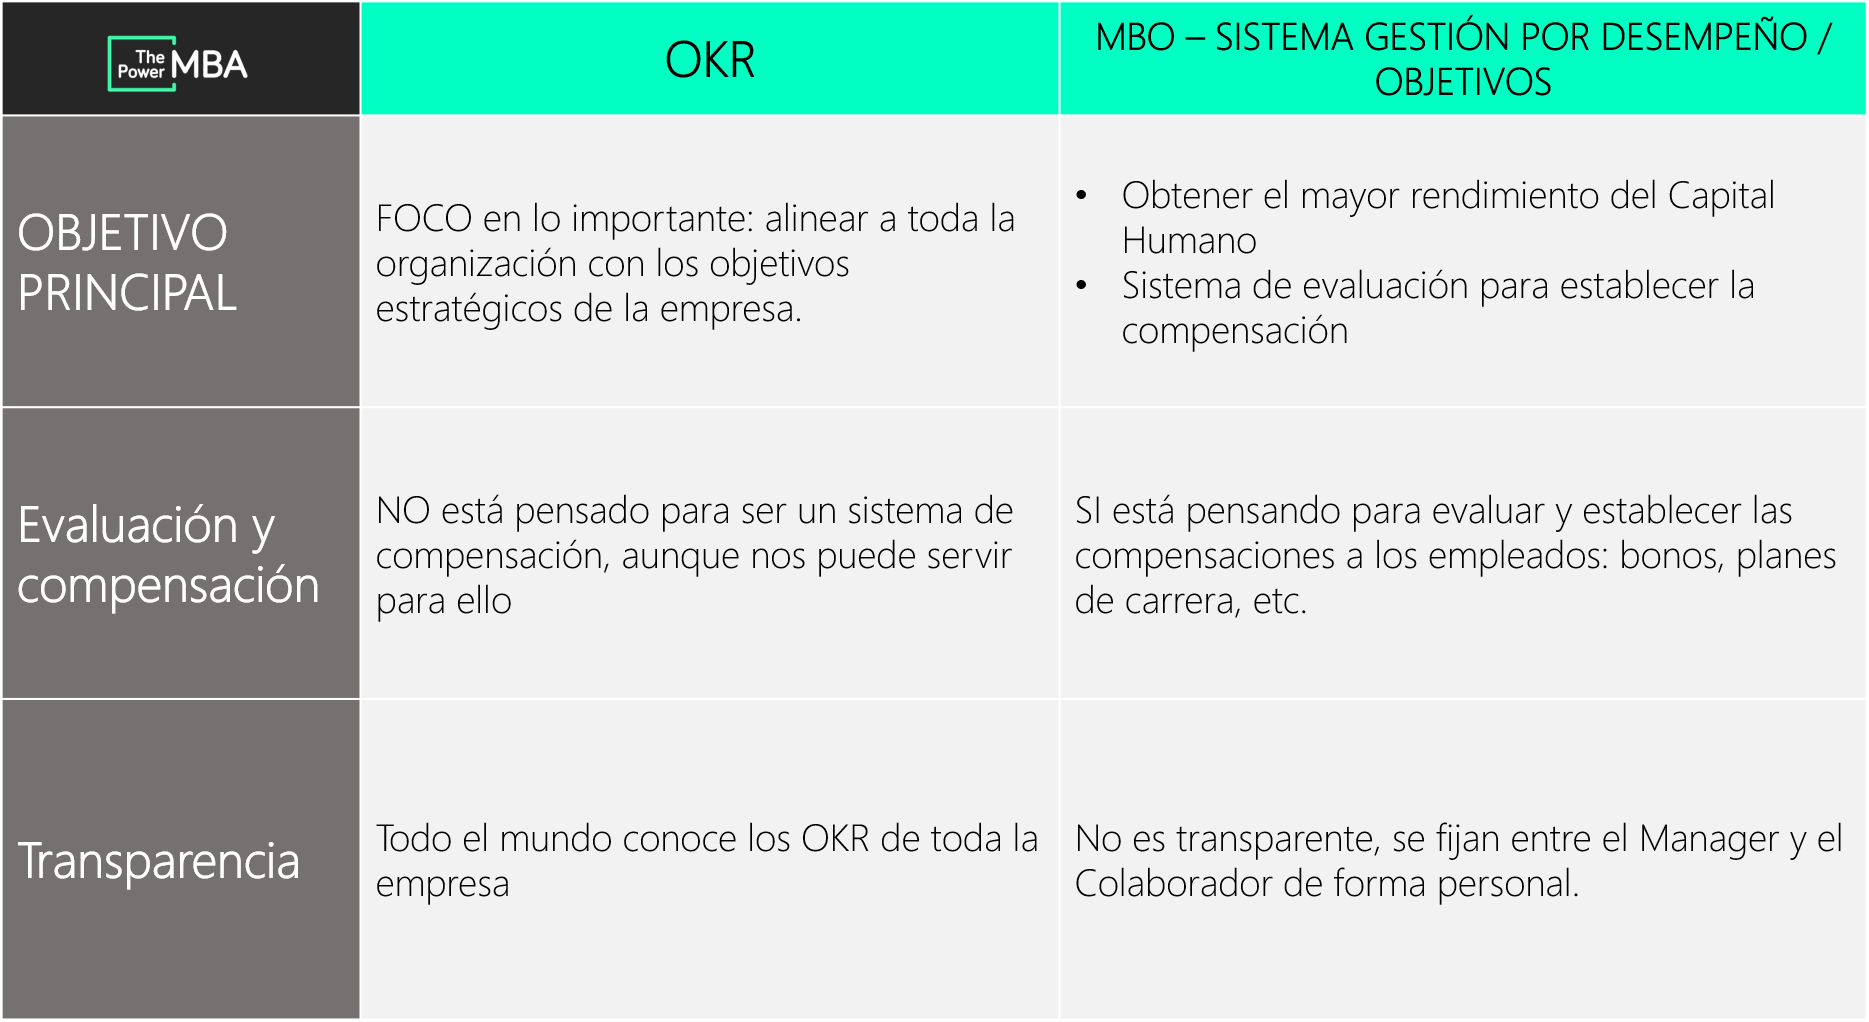 The
Power MBA
OKR
MBO – SISTEMA GESTIÓN POR DESEMPEÑO /
OBJETIVOS
OBJETIVO
PRINCIPAL
FOCO en lo importante: alinear a toda la
organización con los objetivos
estratégicos de la empresa.
• Obtener el mayor rendimiento del Capital
Humano
• Sistema de evaluación para establecer la
compensación
Evaluación y
compensación
NO está pensado para ser un sistema de
compensación, aunque nos puede servir
para ello
SI está pensando para evaluar y establecer las
compensaciones a los empleados: bonos, planes
de carrera, etc.
Transparencia
Todo el mundo conoce los OKR de toda la
empresa
No es transparente, se fijan entre el Manager y el
Colaborador de forma personal.